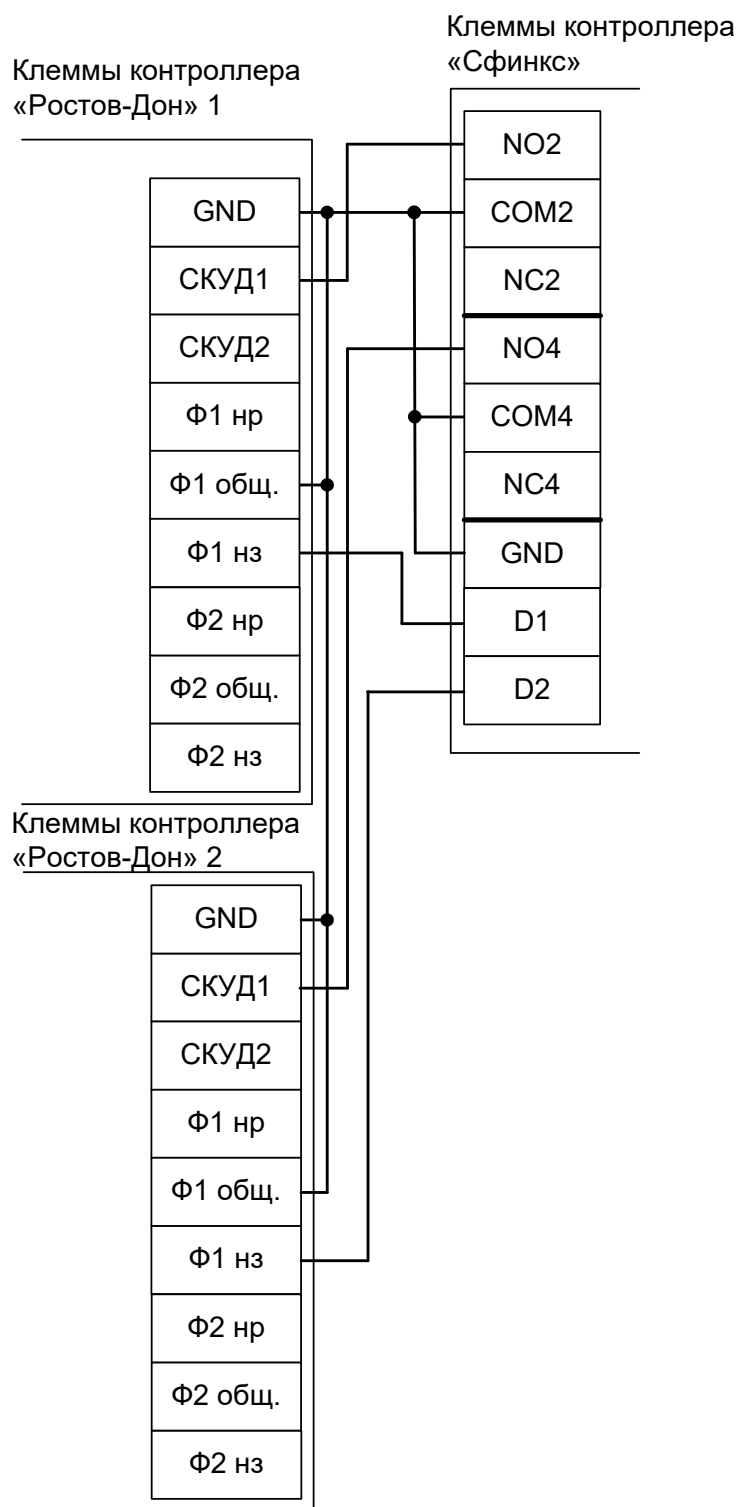 Клеммы контроллера
«Ростов-Дон» 1
GND
СКУД1
СКУД2
Ф1 нр
Ф1 общ.
Ф1 нз
Ф2 нр
Ф2 общ.
Ф2 нз
Клеммы контроллера
«Сфинкс»
NO2
COM2
NC2
NO4
COM4
NC4
GND
D1
D2
Клеммы контроллера
«Ростов-Дон» 2
GND
СКУД1
СКУД2
Ф1 нр
Ф1 общ.
Ф1 нз
Ф2 нр
Ф2 общ.
Ф2 нз